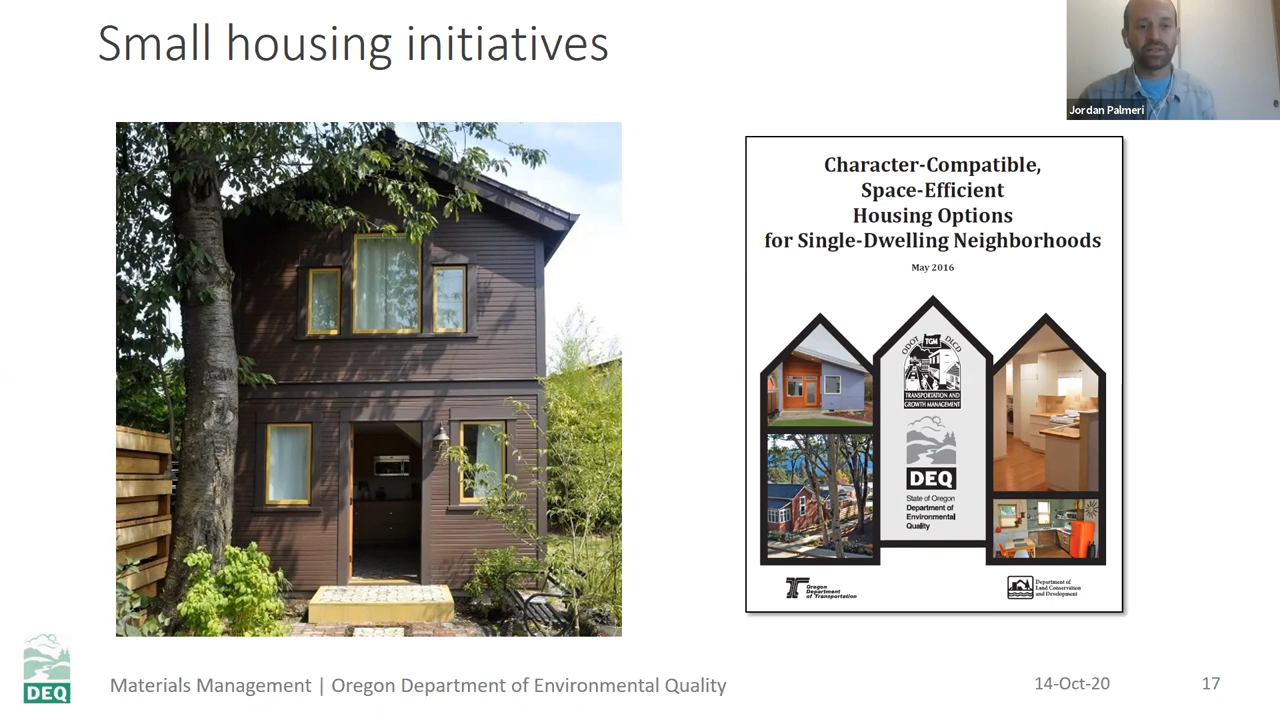 Small housing initiatives
Jordan Palmeri
Character-Compatible,
Space-Efficient
Housing Options
for Single-Dwelling Neighborhoods
May 2016
ODOT TGM DLCD
TRANSPORTATION AND
GROWTH MANAGEMENT
DEQ
State of Oregon
Department of
Environmental
Quality
Oregon
Department
of Transportation
Department of
Land Conservation
and Development
DEQ
Materials Management | Oregon Department of Environmental Quality
14-Oct-20
17